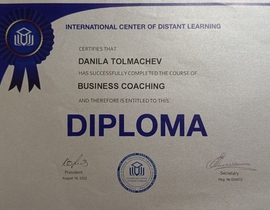 INTERNATIONAL CENTER OF DISTANT LEARNING
CERTIFIES THAT
DANILA TOLMACHEV
HAS SUCCESSFULLY COMPLETED THE COURSE OF
BUSINESS COACHING
AND THEREFORE IS ENTITLED TO THIS
DIPLOMA
President
Secretary